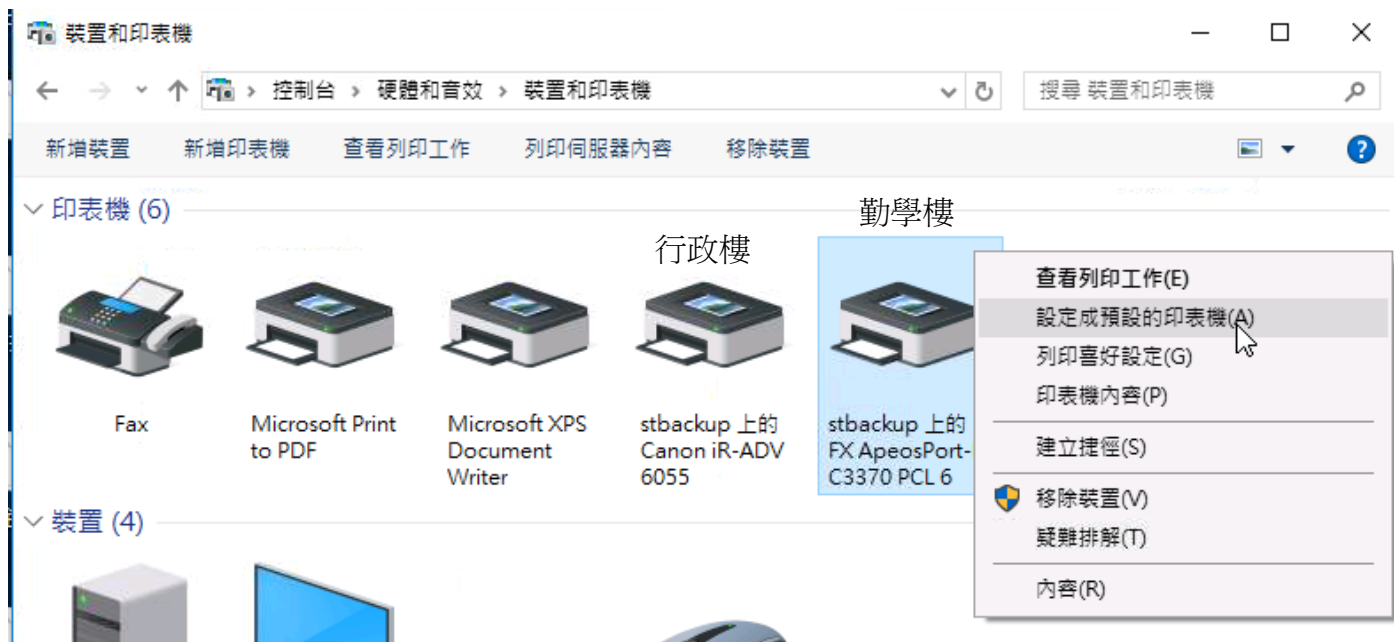 裝置和印表機
控制台 › 硬體和音效 › 裝置和印表機
搜尋 裝置和印表機
新增裝置 新增印表機 查看列印工作 列印伺服器內容 移除裝置
印表機 (6)
勤學樓
行政樓
Fax
Microsoft Print
to PDF
Microsoft XPS
Document
Writer
stbackup 上的
Canon iR-ADV
6055
stbackup 上的
FX ApeosPort-
C3370 PCL 6
查看列印工作(E)
設定成預設的印表機(A)
列印喜好設定(G)
印表機內容(P)
建立捷徑(S)
移除裝置(V)
疑難排解(T)
內容(R)
裝置 (4)